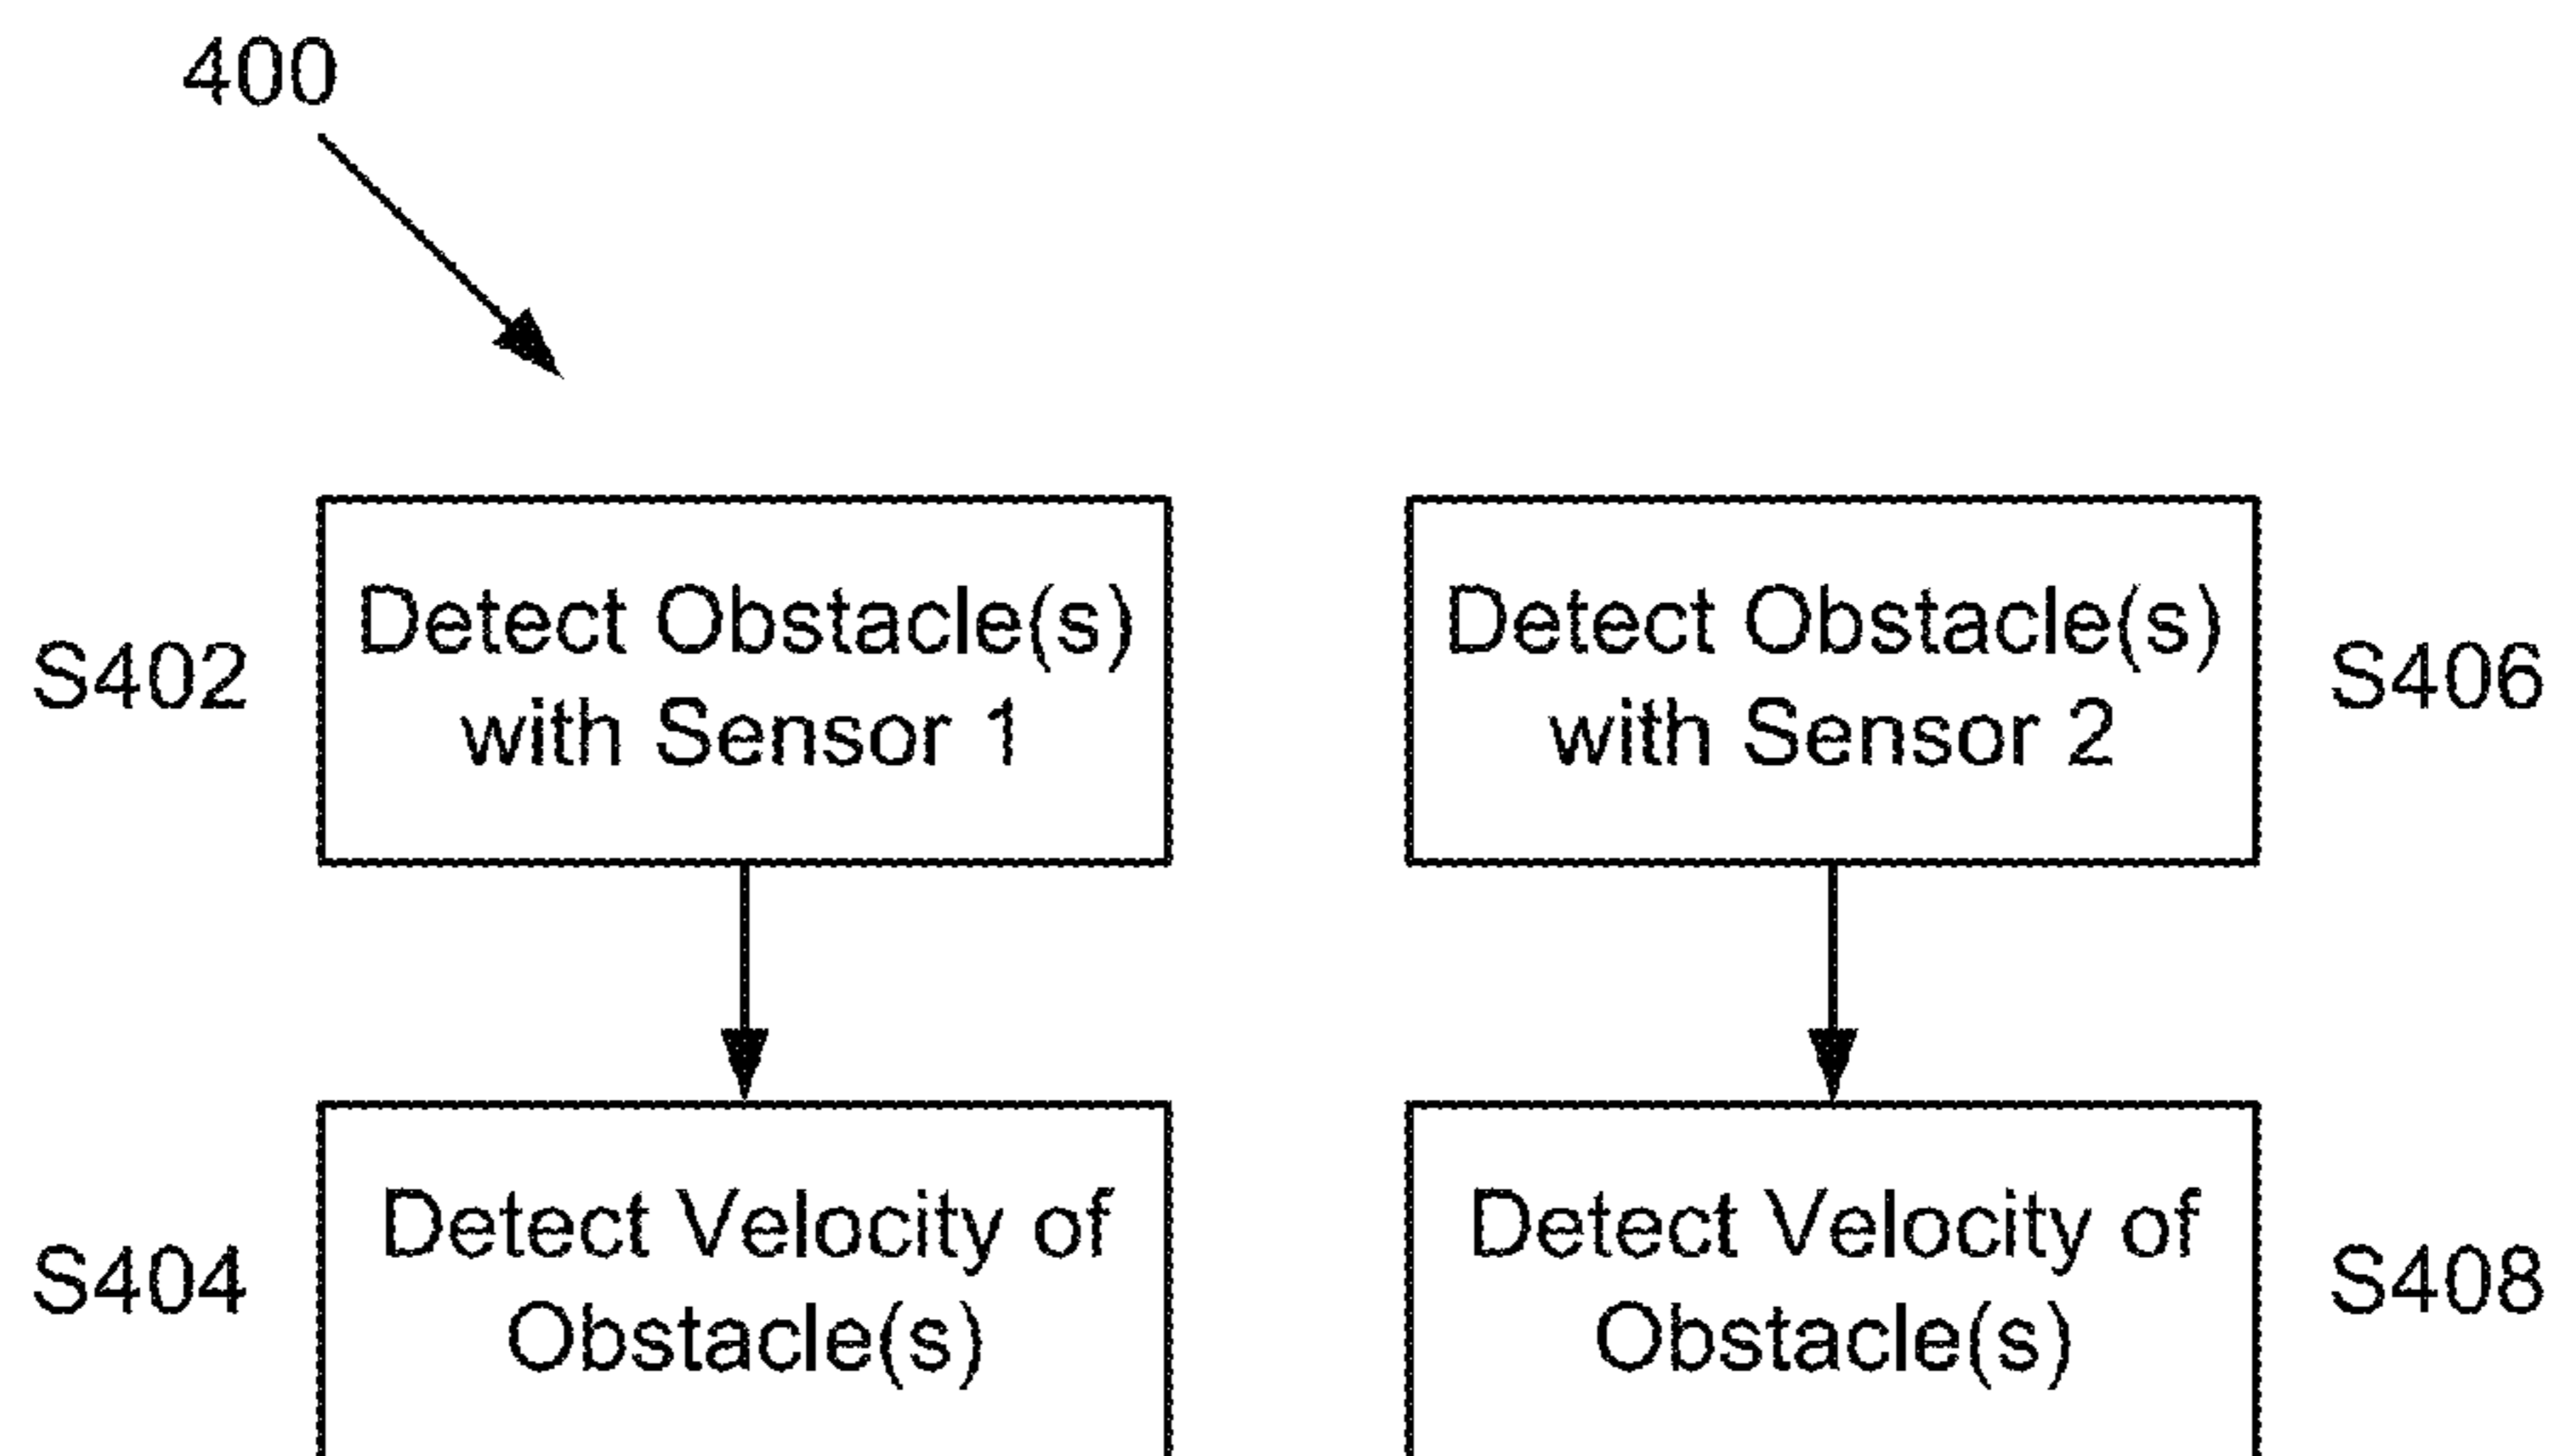 400
S402
Detect Obstacle(s)
with Sensor 1
Detect Obstacle(s)
with Sensor 2
S406
S404
Detect Velocity of
Obstacle(s)
Detect Velocity of
Obstacle(s)
S408